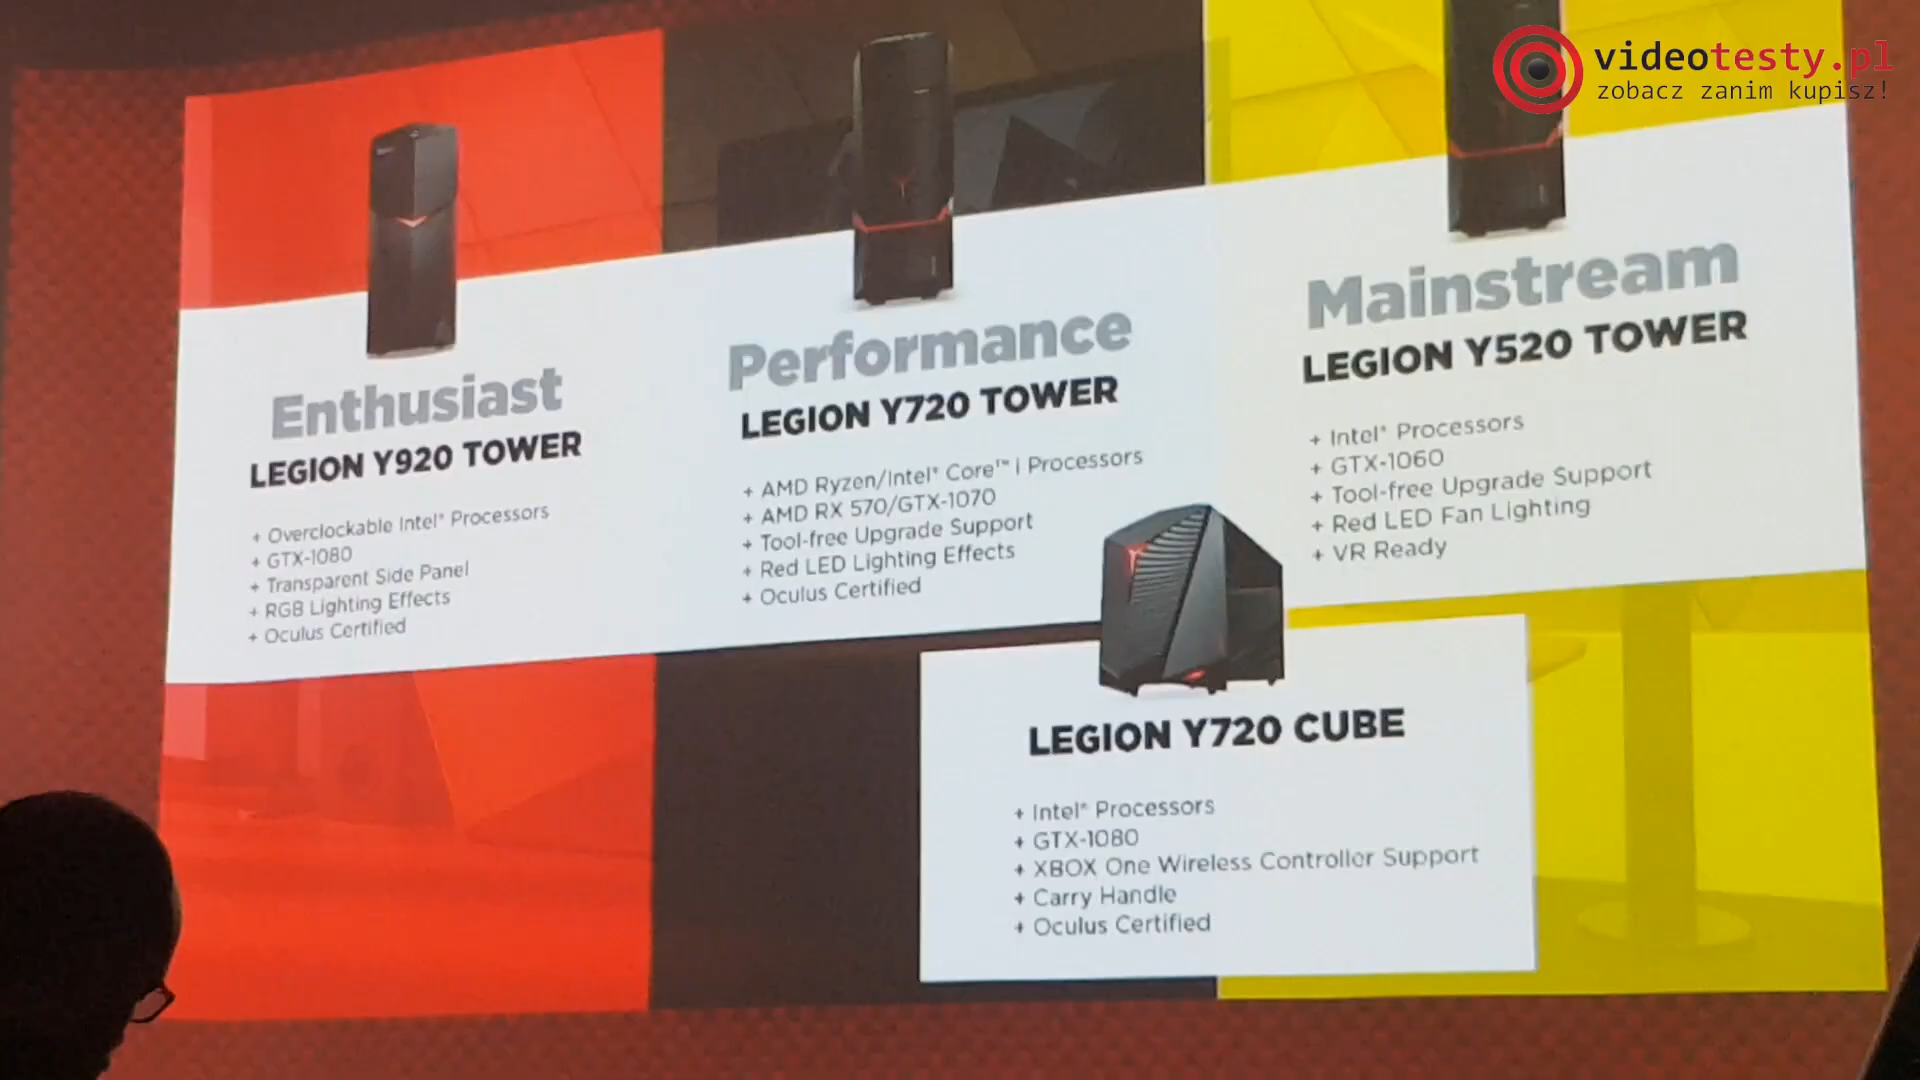 videotesty.pl
zobacz zanim kupisz!
Enthusiast
LEGION Y920 TOWER
+ Overclockable Intel® Processors
+ GTX-1080
+ Transparent Side Panel
+ RGB Lighting Effects
+ Oculus Certified
Performance
LEGION Y720 TOWER
+ AMD Ryzen/Intel® Core™ i Processors
+ AMD RX 570/GTX-1070
+ Tool-free Upgrade Support
+ Red LED Lighting Effects
+ Oculus Certified
Mainstream
LEGION Y520 TOWER
+ Intel® Processors
+ GTX-1060
+ Tool-free Upgrade Support
+ Red LED Fan Lighting
+ VR Ready
LEGION Y720 CUBE
+ Intel® Processors
+ GTX-1080
+ XBOX One Wireless Controller Support
+ Carry Handle
+ Oculus Certified